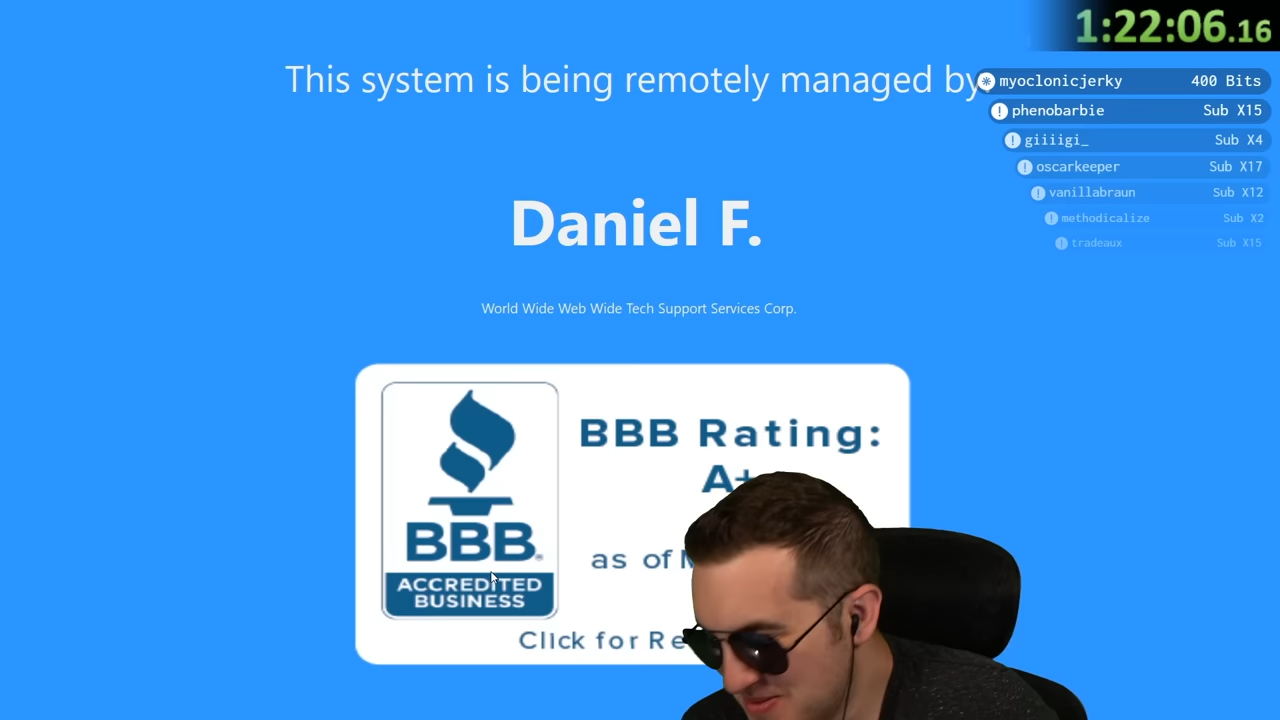 1:22:06.16
This system is being remotely managed by
myoclonicjerky 400 Bits
phenobarbie Sub X15
giiiigi_ Sub X4
oscarkeeper Sub X17
vanillabraun Sub X12
methodicalize Sub X2
tradeaux Sub X15
Daniel F.
World Wide Web Wide Tech Support Services Corp.
BBB Rating:
A+
as of
BBB®
ACCREDITED
BUSINESS
Click for